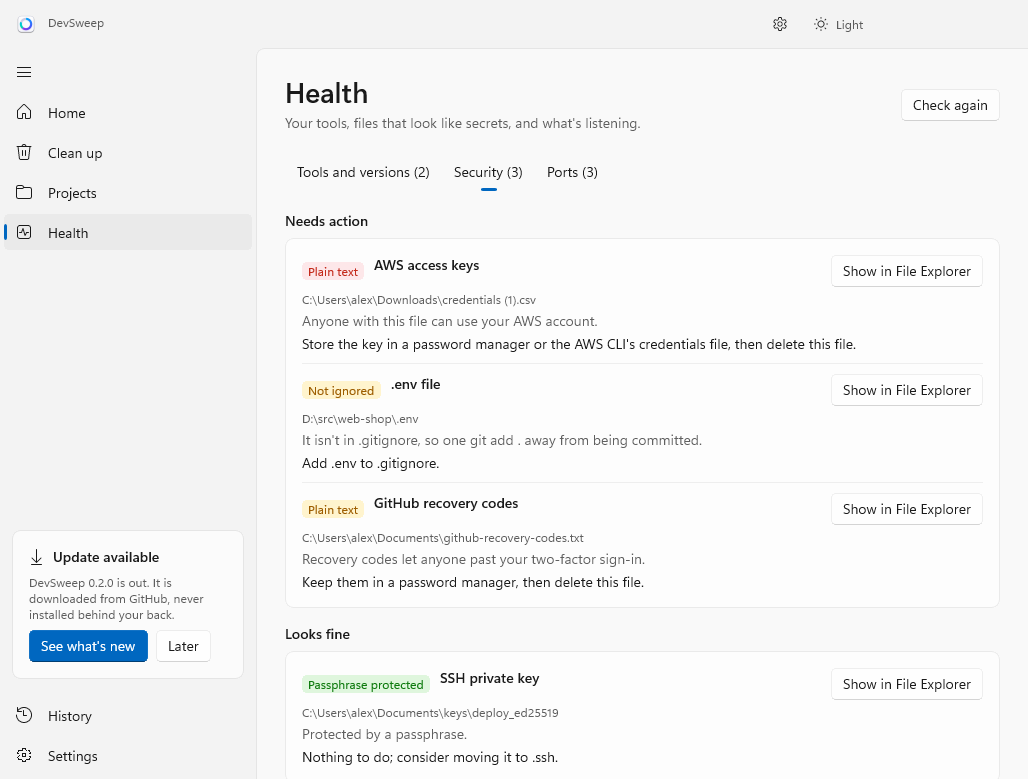 DevSweep
Light
Home
Clean up
Projects
Health
Update available
DevSweep 0.2.0 is out. It is
downloaded from GitHub, never
installed behind your back.
See what's new
Later
History
Settings
Health
Your tools, files that look like secrets, and what's listening.
Check again
Tools and versions (2)
Security (3)
Ports (3)
Needs action
Plain text
AWS access keys
Show in File Explorer
C:\Users\alex\Downloads\credentials (1).csv
Anyone with this file can use your AWS account.
Store the key in a password manager or the AWS CLI's credentials file, then delete this file.
Not ignored
.env file
Show in File Explorer
D:\src\web-shop\.env
It isn't in .gitignore, so one git add . away from being committed.
Add .env to .gitignore.
Plain text
GitHub recovery codes
Show in File Explorer
C:\Users\alex\Documents\github-recovery-codes.txt
Recovery codes let anyone past your two-factor sign-in.
Keep them in a password manager, then delete this file.
Looks fine
Passphrase protected
SSH private key
Show in File Explorer
C:\Users\alex\Documents\keys\deploy_ed25519
Protected by a passphrase.
Nothing to do; consider moving it to .ssh.